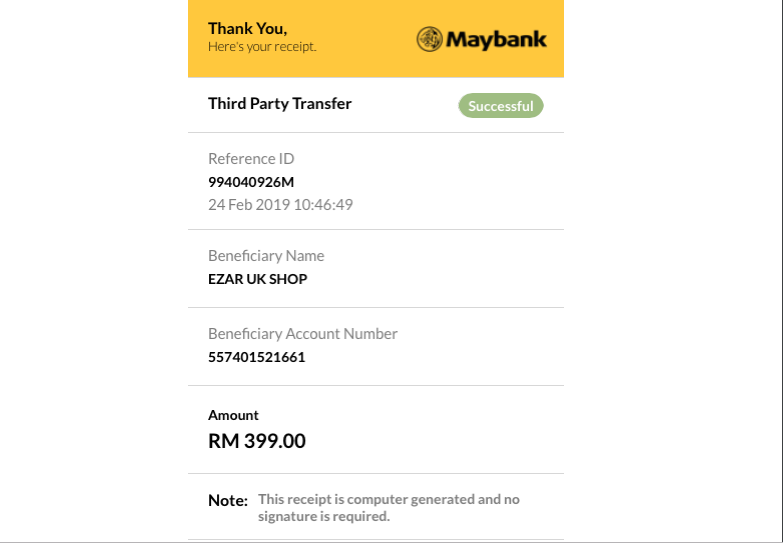 Thank You,
Here's your receipt.
Maybank
Third Party Transfer
Successful
Reference ID
994040926M
24 Feb 2019 10:46:49
Beneficiary Name
EZAR UK SHOP
Beneficiary Account Number
557401521661
Amount
RM 399.00
Note: This receipt is computer generated and no
signature is required.